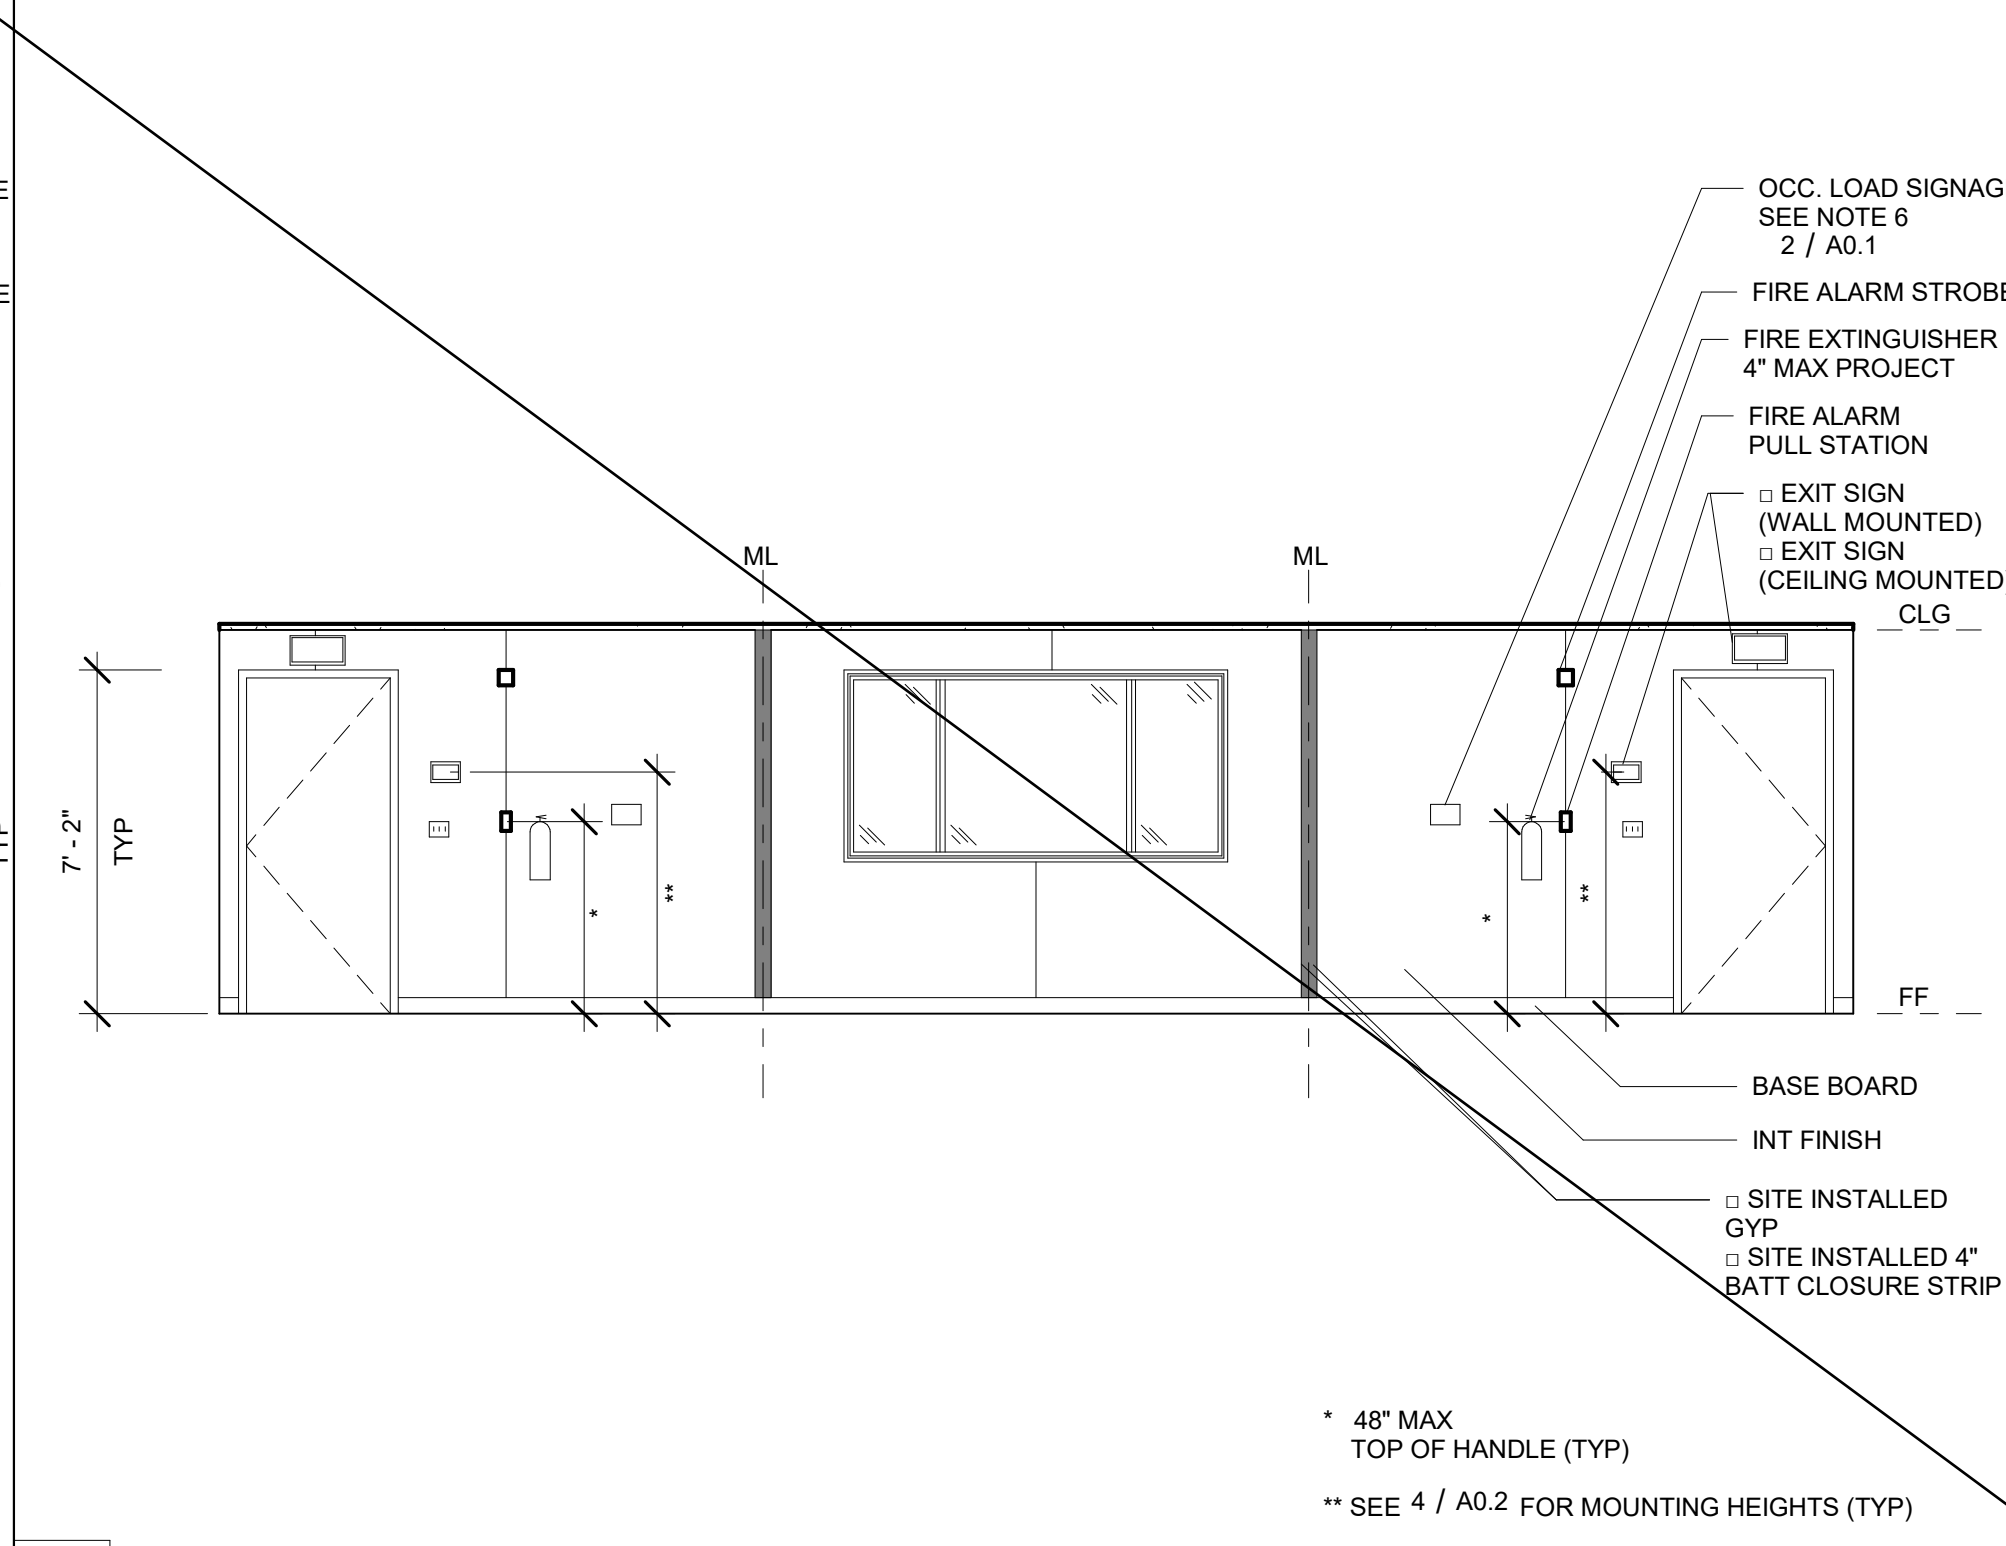 E
E
OCC. LOAD SIGNAG
SEE NOTE 6
2 / A0.1
FIRE ALARM STROBE
FIRE EXTINGUISHER
4" MAX PROJECT
FIRE ALARM
PULL STATION
□ EXIT SIGN
(WALL MOUNTED)
□ EXIT SIGN
(CEILING MOUNTED)
ML
ML
CLG
7' - 2"
TYP
TYP
*
**
*
**
FF
BASE BOARD
INT FINISH
□ SITE INSTALLED
GYP
□ SITE INSTALLED 4"
BATT CLOSURE STRIP
* 48" MAX
TOP OF HANDLE (TYP)
** SEE 4 / A0.2 FOR MOUNTING HEIGHTS (TYP)